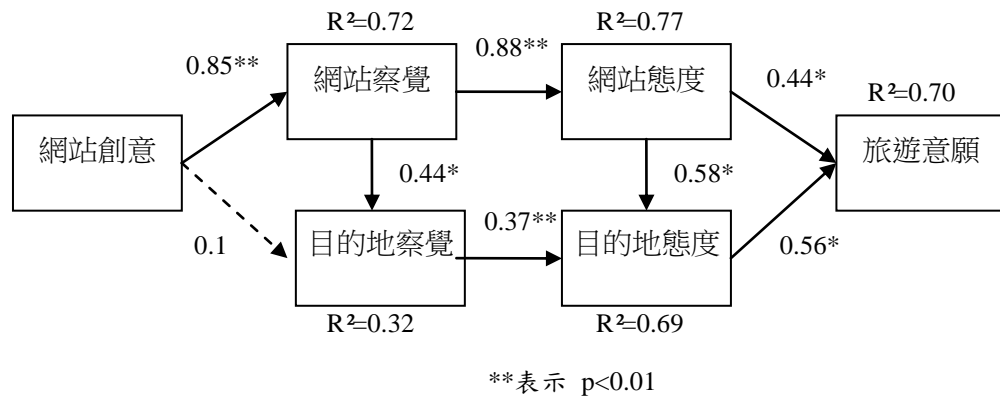 R²=0.72
R²=0.77
0.85**
網站察覺
0.88**
網站態度
0.44*
R²=0.70
網站創意
旅遊意願
0.44*
0.58*
0.1
目的地察覺
0.37**
目的地態度
0.56*
R²=0.32
R²=0.69
**表示 p<0.01